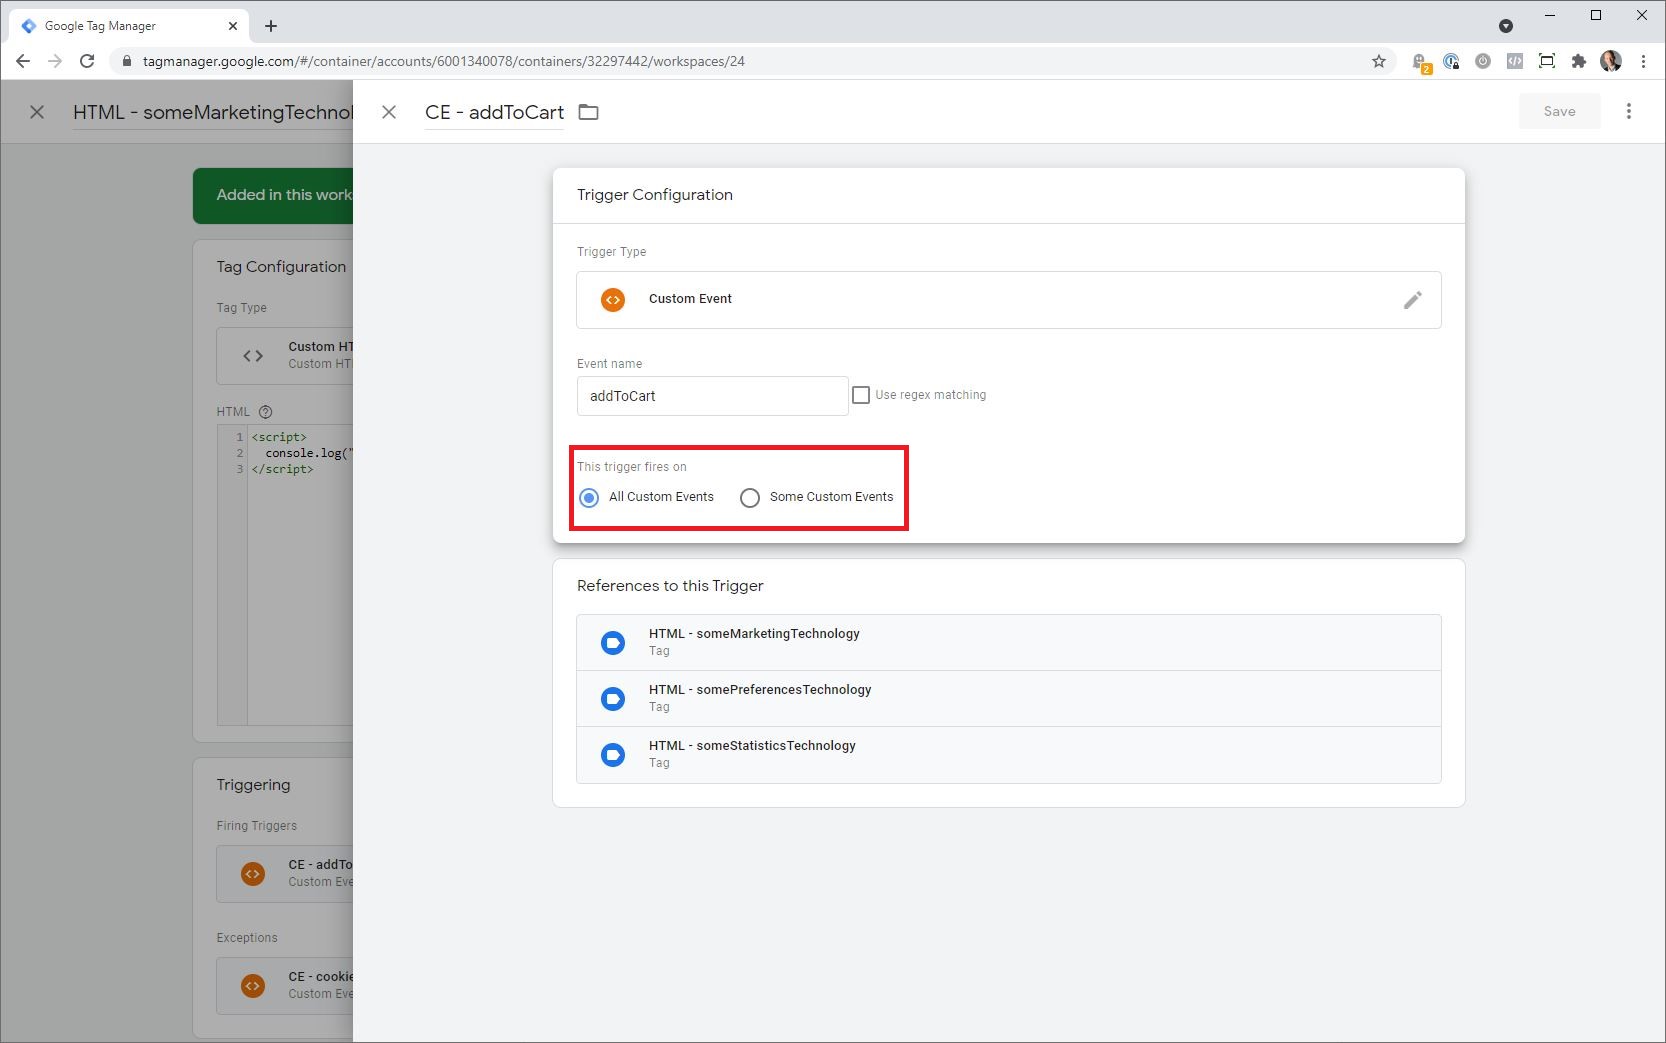 Google Tag Manager
tagmanager.google.com/#/container/accounts/6001340078/containers/32297442/workspaces/24
2
HTML - someMarketingTechnol
CE - addToCart
Save
Added in this work
Tag Configuration
Tag Type
Custom HT
Custom HT
HTML
1 <script>
2 console.log("
3 </script>
Triggering
Firing Triggers
CE - addTo
Custom Eve
Exceptions
CE - cookie
Custom Eve
Trigger Configuration
Trigger Type
Custom Event
Event name
addToCart
Use regex matching
This trigger fires on
All Custom Events
Some Custom Events
References to this Trigger
HTML - someMarketingTechnology
Tag
HTML - somePreferencesTechnology
Tag
HTML - someStatisticsTechnology
Tag